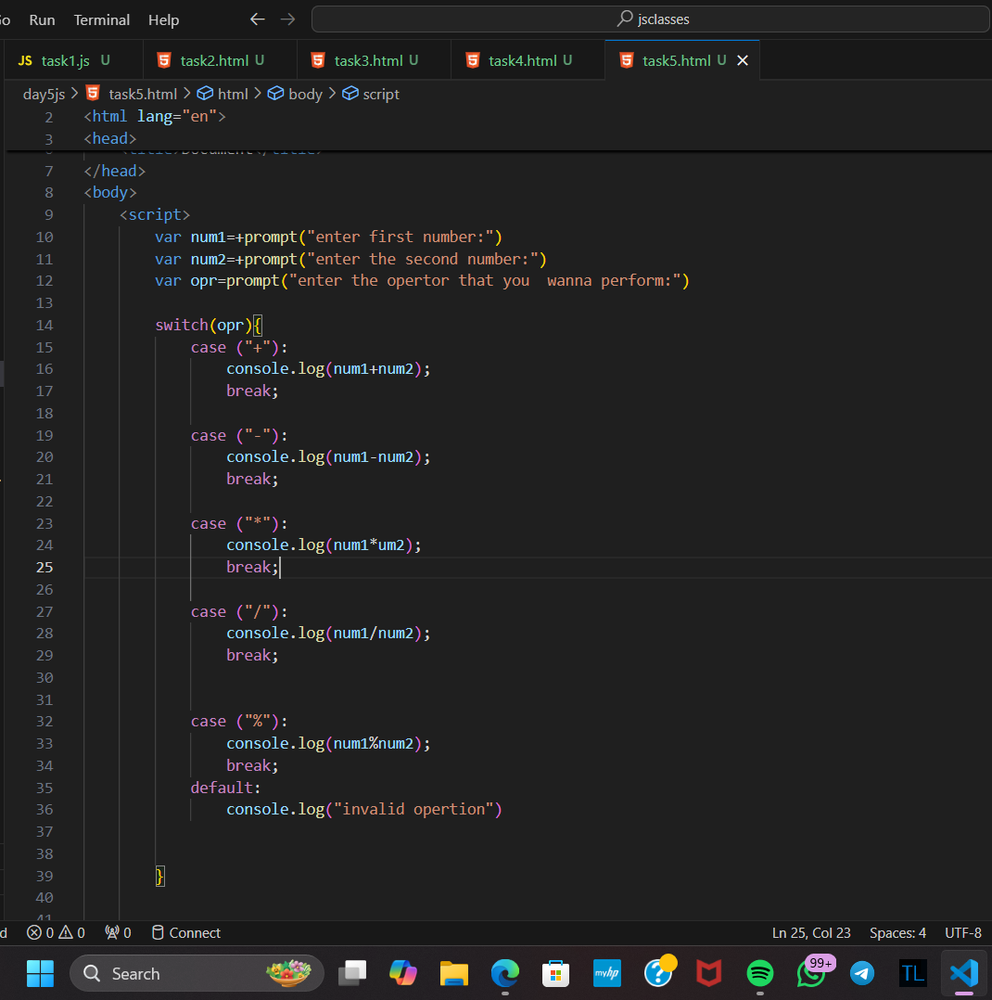 Run Terminal Help jsclasses
JS task1.js U task2.html U task3.html U task4.html U task5.html U
day5js > task5.html > html > body > script
2 <html lang="en">
3 <head>
7 </head>
8 <body>
9 <script>
10 var num1=+prompt("enter first number:")
11 var num2=+prompt("enter the second number:")
12 var opr=prompt("enter the opertor that you  wanna perform:")
13
14 switch(opr){
15 case ("+"):
16 console.log(num1+num2);
17 break;
18
19 case ("-"):
20 console.log(num1-num2);
21 break;
22
23 case ("*"):
24 console.log(num1*um2);
25 break;
26
27 case ("/"):
28 console.log(num1/num2);
29 break;
30
31
32 case ("%"):
33 console.log(num1%num2);
34 break;
35 default:
36 console.log("invalid opertion")
37
38
39 }
40
41
0 0 0 Connect Ln 25, Col 23 Spaces: 4 UTF-8
Search myhp 99+ TL